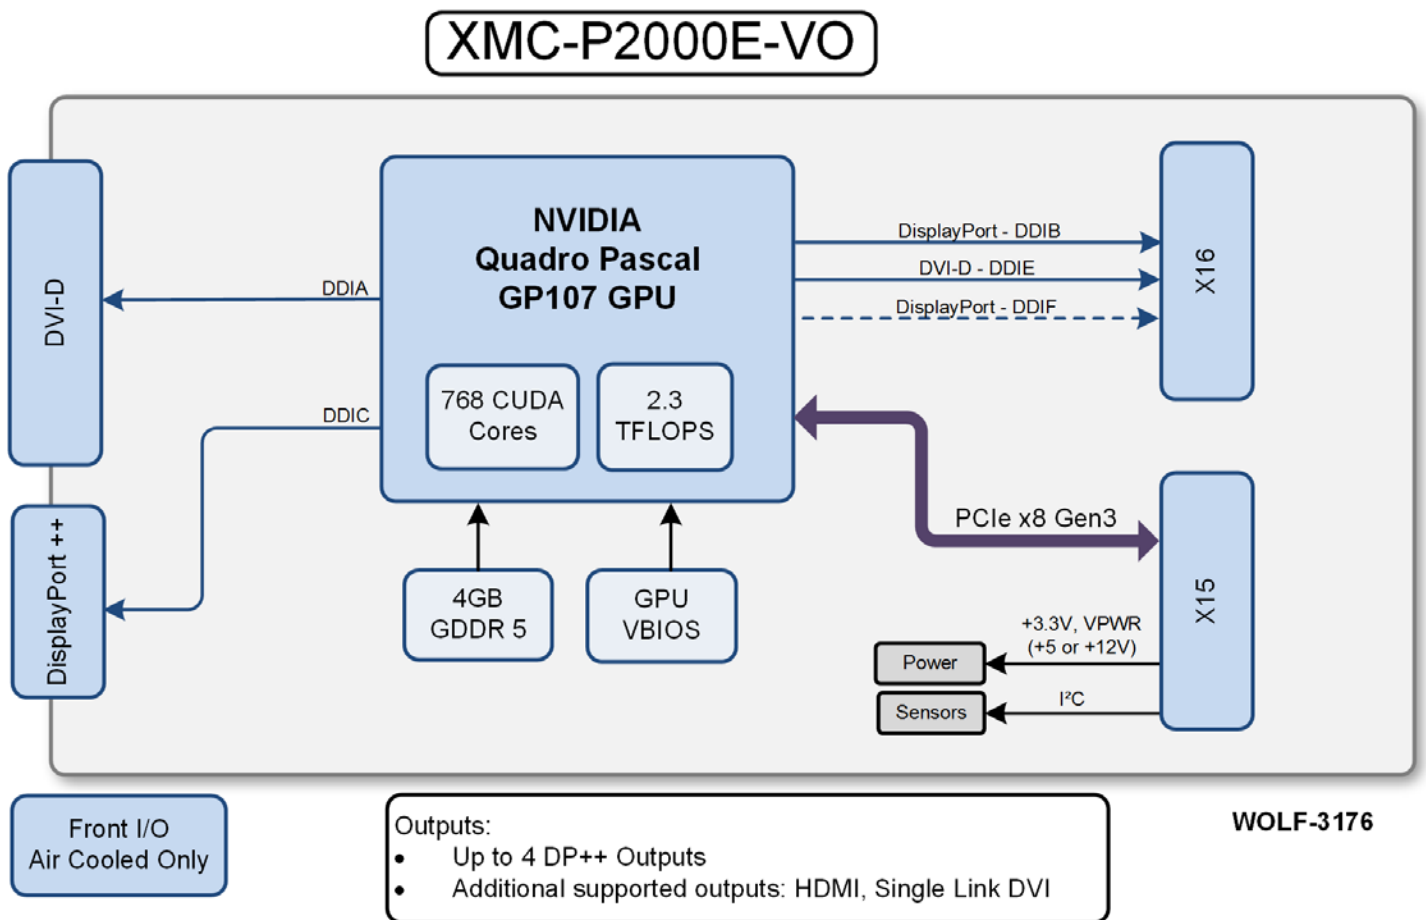 XMC-P2000E-VO
DVI-D
DisplayPort ++
DDIA
DDIC
NVIDIA
Quadro Pascal
GP107 GPU
768 CUDA
Cores
2.3
TFLOPS
4GB
GDDR 5
GPU
VBIOS
DisplayPort - DDIB
DVI-D - DDIE
DisplayPort - DDIF
X16
PCIe x8 Gen3
X15
+3.3V, VPWR
(+5 or +12V)
Power
I²C
Sensors
Front I/O
Air Cooled Only
Outputs:
• Up to 4 DP++ Outputs
• Additional supported outputs: HDMI, Single Link DVI
WOLF-3176